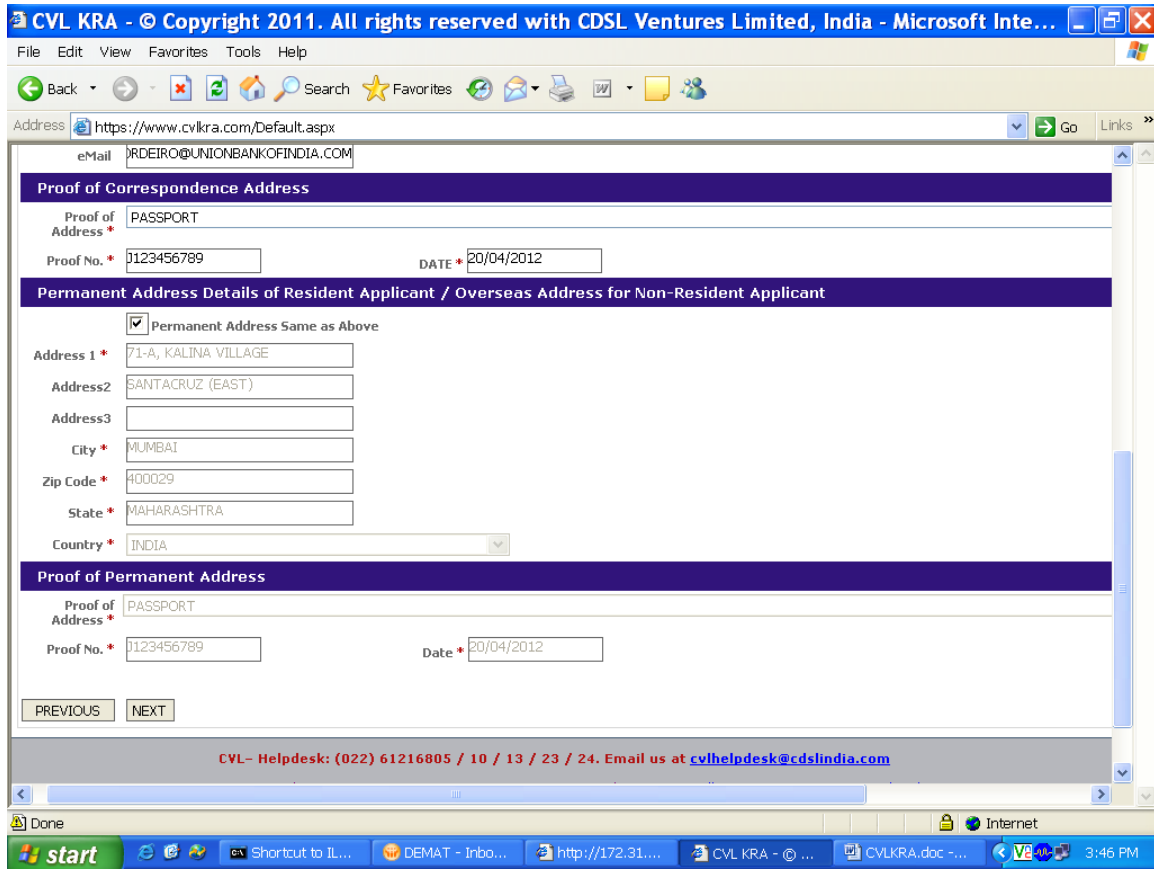 CVL KRA - © Copyright 2011. All rights reserved with CDSL Ventures Limited, India - Microsoft Inte...
File Edit View Favorites Tools Help
Back Search Favorites
Address https://www.cvlkra.com/Default.aspx Go Links »
eMail ORDEIRO@UNIONBANKOFINDIA.COM
Proof of Correspondence Address
Proof of Address * PASSPORT
Proof No. * J123456789 DATE * 20/04/2012
Permanent Address Details of Resident Applicant / Overseas Address for Non-Resident Applicant
Permanent Address Same as Above
Address 1 * 71-A, KALINA VILLAGE
Address2 SANTACRUZ (EAST)
Address3
City * MUMBAI
Zip Code * 400029
State * MAHARASHTRA
Country * INDIA
Proof of Permanent Address
Proof of Address * PASSPORT
Proof No. * J123456789 Date * 20/04/2012
PREVIOUS NEXT
CVL- Helpdesk: (022) 61216805 / 10 / 13 / 23 / 24. Email us at cvlhelpdesk@cdslindia.com
Done Internet
start Shortcut to IL... DEMAT - Inbo... http://172.31.... CVL KRA - © ... CVLKRA.doc -... 3:46 PM